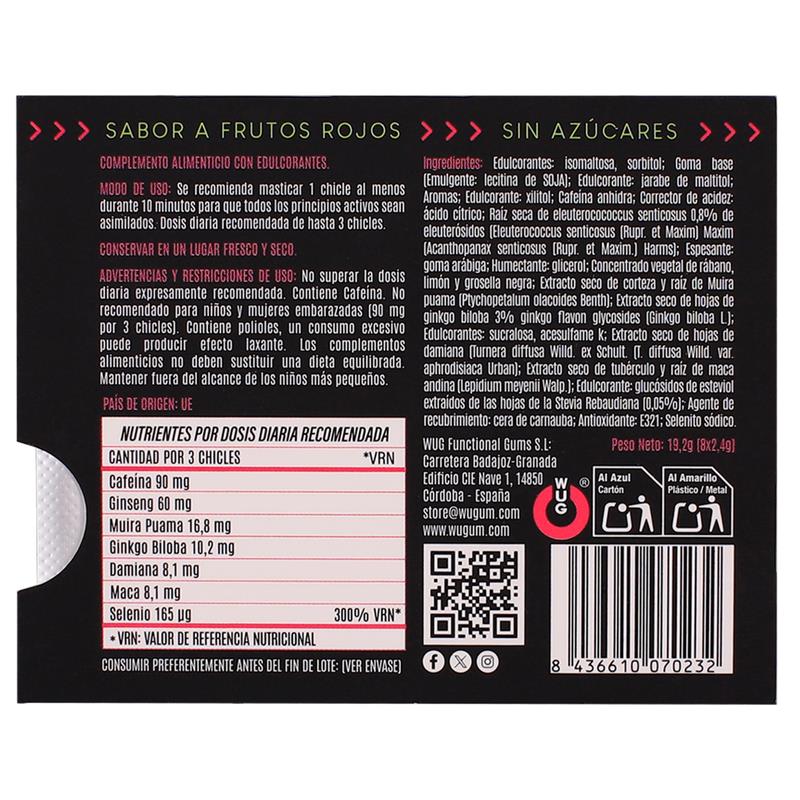 SABOR A FRUTOS ROJOS
COMPLEMENTO ALIMENTICIO CON EDULCORANTES.
MODO DE USO: Se recomienda masticar 1 chicle al menos
durante 10 minutos para que todos los principios activos sean
asimilados. Dosis diaria recomendada de hasta 3 chicles.
CONSERVAR EN UN LUGAR FRESCO Y SECO.
ADVERTENCIAS Y RESTRICCIONES DE USO: No superar la dosis
diaria expresamente recomendada. Contiene Cafeína. No
recomendado para niños y mujeres embarazadas (90 mg
por 3 chicles). Contiene polioles, un consumo excesivo
puede producir efecto laxante. Los complementos
alimenticios no deben sustituir una dieta equilibrada.
Mantener fuera del alcance de los niños más pequeños.
PAÍS DE ORIGEN: UE
NUTRIENTES POR DOSIS DIARIA RECOMENDADA
CANTIDAD POR 3 CHICLES *VRN
Cafeína 90 mg
Ginseng 60 mg
Muira Puama 16,8 mg
Ginkgo Biloba 10,2 mg
Damiana 8,1 mg
Maca 8,1 mg
Selenio 165 µg 300% VRN*
*VRN: VALOR DE REFERENCIA NUTRICIONAL
CONSUMIR PREFERENTEMENTE ANTES DEL FIN DE LOTE: (VER ENVASE)
SIN AZÚCARES
Ingredientes: Edulcorantes: isomaltosa, sorbitol; Goma base
(Emulgente: lecitina de SOJA); Edulcorante: jarabe de maltitol;
Aromas; Edulcorante: xilitol; Cafeína anhidra; Corrector de acidez:
ácido cítrico; Raíz seca de eleuterococcus senticosus 0,8% de
eleuterósidos (Eleuterococcus senticosus (Rupr. et Maxim) Maxim
(Acanthopanax senticosus (Rupr. et Maxim.) Harms); Espesante:
goma arábiga; Humectante: glicerol; Concentrado vegetal de rábano,
limón y grosella negra; Extracto seco de corteza y raíz de Muira
puama (Ptychopetalum olacoides Benth); Extracto seco de hojas de
ginkgo biloba 3% ginkgo flavon glycosides (Ginkgo biloba L.);
Edulcorantes: sucralosa, acesulfame k; Extracto seco de hojas de
damiana (Turnera diffusa Willd. ex Schult. (T. diffusa Willd. var.
aphrodisiaca Urban); Extracto seco de tubérculo y raíz de maca
andina (Lepidium meyenii Walp.); Edulcorante: glucósidos de esteviol
extraídos de las hojas de la Stevia Rebaudiana (0,05%); Agente de
recubrimiento: cera de carnauba; Antioxidante: E321; Selenito sódico.
WUG Functional Gums S.L:
Carretera Badajoz-Granada
Edificio CIE Nave 1, 14850
Córdoba - España
store@wugum.com
www.wugum.com
Peso Neto: 19,2g (8x2,4g)
WUG ®
Al Azul
Cartón
Al Amarillo
Plástico / Metal
8 436610 070232